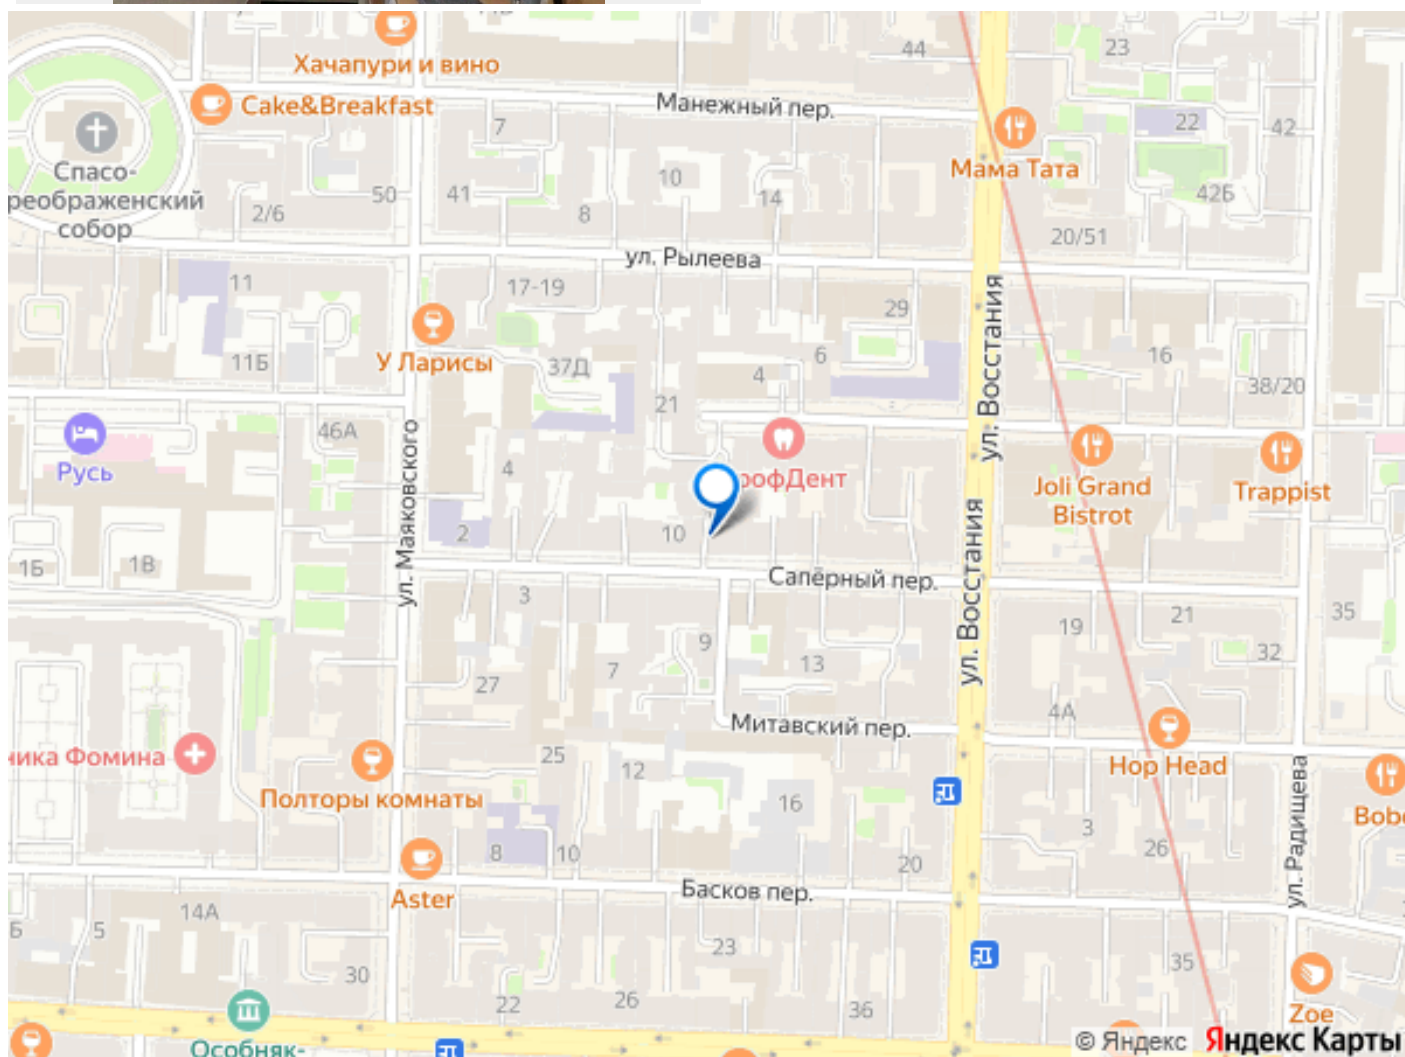 44
23
Хачапури и вино
Cake&Breakfast
Манежный пер.
7
22
42
Мама Тата
Спасо-
реображенский
собор
50
41
10
14
42Б
2/6
8
20/51
ул. Рылеева
11
17-19
29
ул. Восстания
У Ларисы
11Б
37Д
6
4
16
38/20
21
46А
Русь
ул. Маяковского
4
рофДент
Joli Grand
Bistrot
Trappist
2
10
1Б
1В
Сапёрный пер.
ул. Восстания
3
9
19
21
35
7
13
32
27
4А
Митавский пер.
ника Фомина
25
Hop Head
12
Полторы комнаты
16
ул. Радищева
Bobo
3
26
8
10
20
Aster
Басков пер.
14А
Б
5
23
30
35
22
26
36
Zoe
Особняк-
© Яндекс
Яндекс Карты